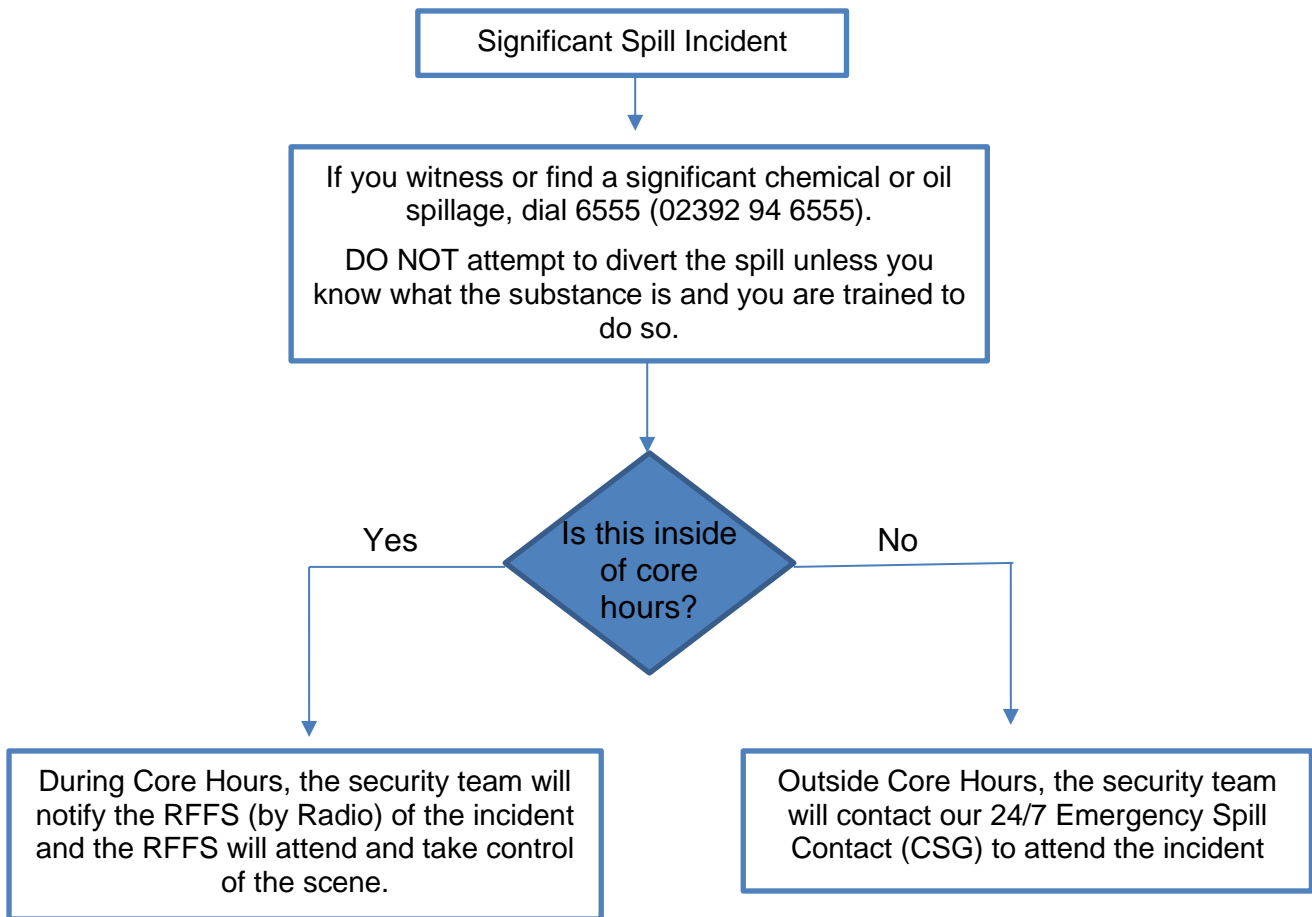 Significant Spill Incident
If you witness or find a significant chemical or oil
spillage, dial 6555 (02392 94 6555).
DO NOT attempt to divert the spill unless you
know what the substance is and you are trained to
do so.
Is this inside
of core
hours?
Yes
No
During Core Hours, the security team will
notify the RFFS (by Radio) of the incident
and the RFFS will attend and take control
of the scene.
Outside Core Hours, the security team
will contact our 24/7 Emergency Spill
Contact (CSG) to attend the incident